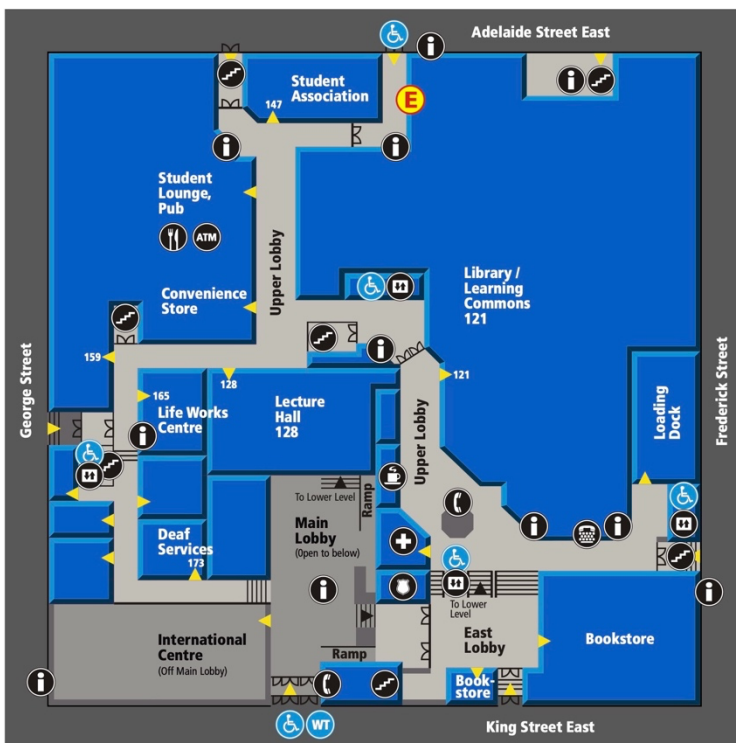 Adelaide Street East
Student
Association
147
E
Student
Lounge,
Pub
ATM
Upper Lobby
Convenience
Store
Library /
Learning
Commons
121
159
128
121
165
Life Works
Centre
Lecture
Hall
128
George Street
Frederick Street
Loading
Dock
Upper Lobby
To Lower Level
Ramp
Main
Lobby
(Open to below)
Deaf
Services
173
To Lower
Level
East
Lobby
International
Centre
(Off Main Lobby)
Ramp
Bookstore
Book-
store
WT
King Street East